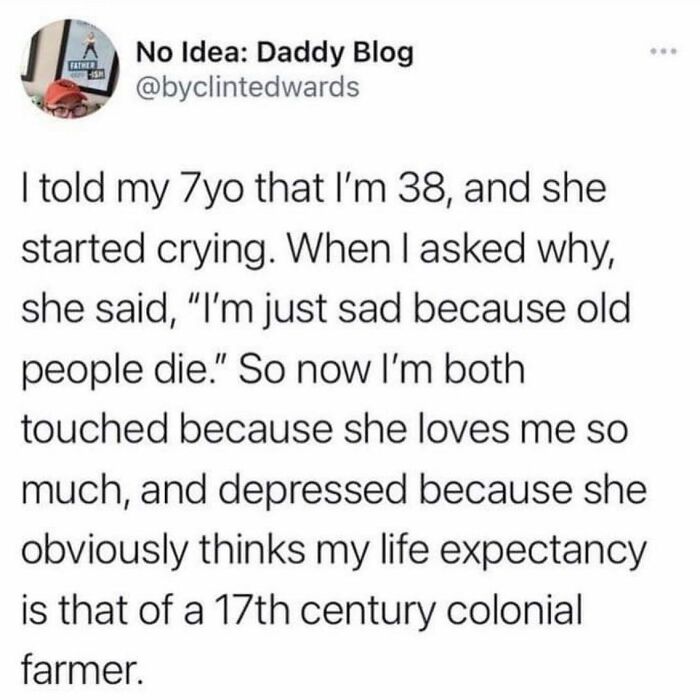 FATHER
-ISH
No Idea: Daddy Blog
@byclintedwards
I told my 7yo that I'm 38, and she
started crying. When I asked why,
she said, "I'm just sad because old
people die." So now I'm both
touched because she loves me so
much, and depressed because she
obviously thinks my life expectancy
is that of a 17th century colonial
farmer.